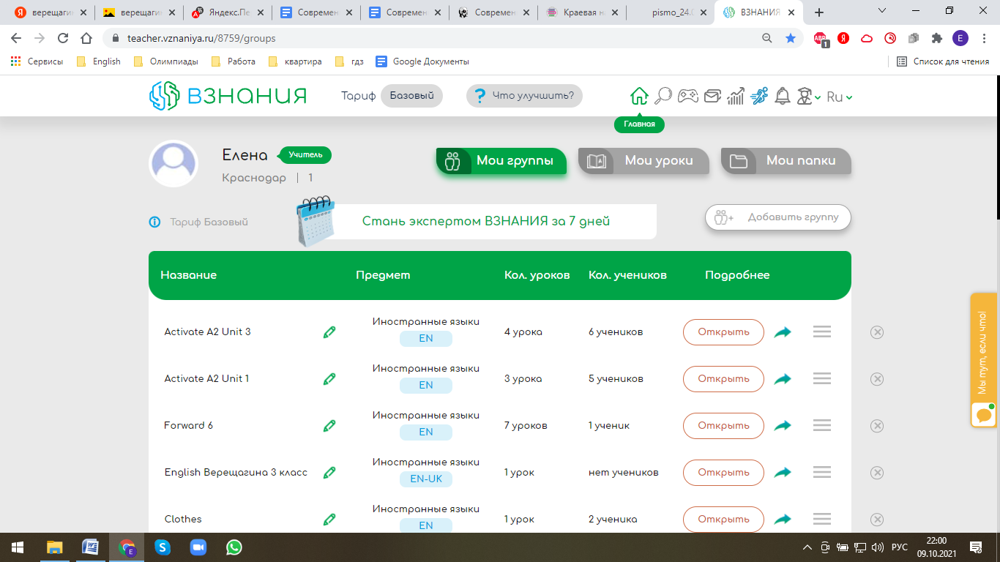 верещаги
верещаги
Яндекс.Пе
Современ
Современ
Современ
Краевая на
pismo_24.0
ВЗНАНИЯ
teacher.vznaniya.ru/8759/groups
ABP
1
Я
E
Сервисы
English
Олимпиады
Работа
квартира
гдз
Google Документы
Список для чтения
ВЗНАНИЯ
Тариф Базовый
? Что улучшить?
Ru
Главная
Елена
Учитель
Мои группы
Мои уроки
Мои папки
Краснодар | 1
Тариф Базовый
Стань экспертом ВЗНАНИЯ за 7 дней
Добавить группу
Название Предмет Кол. уроков Кол. учеников Подробнее
Иностранные языки
Activate A2 Unit 3 EN 4 урока 6 учеников Открыть
Иностранные языки
Activate A2 Unit 1 EN 3 урока 5 учеников Открыть
Иностранные языки
Forward 6 EN 7 уроков 1 ученик Открыть
Иностранные языки
English Верещагина 3 класс EN-UK 1 урок нет учеников Открыть
Иностранные языки
Clothes EN 1 урок 2 ученика Открыть
Мы тут, если что!
РУС
22:00
09.10.2021